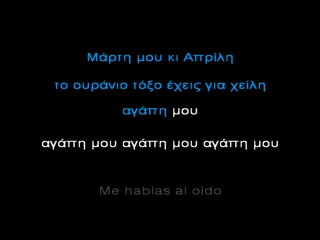 Μάρτη μου κι Απρίλη
το ουράνιο τόξο έχεις για χείλη
αγάπη μου
αγάπη μου αγάπη μου αγάπη μου
Me hablas al oido